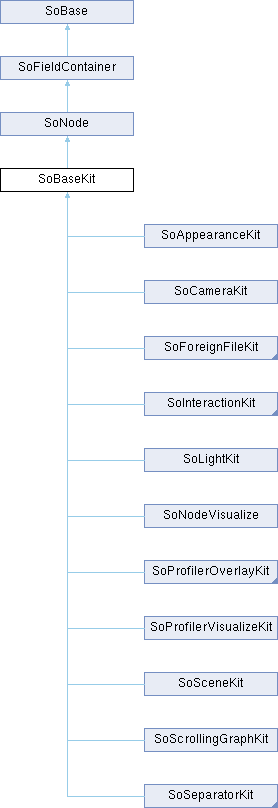 SoBase
SoFieldContainer
SoNode
SoBaseKit
SoAppearanceKit
SoCameraKit
SoForeignFileKit
SoInteractionKit
SoLightKit
SoNodeVisualize
SoProfilerOverlayKit
SoProfilerVisualizeKit
SoSceneKit
SoScrollingGraphKit
SoSeparatorKit